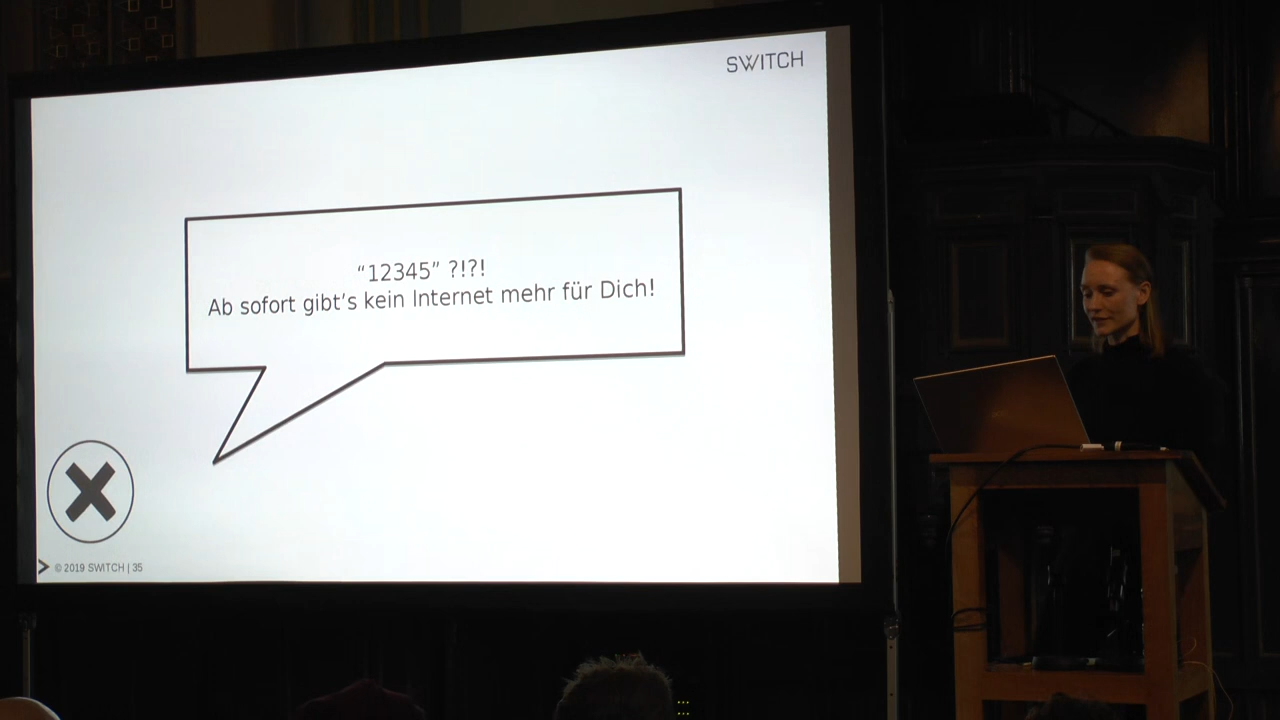 SWITCH
“12345” ?!?!
Ab sofort gibt’s kein Internet mehr für Dich!
© 2019 SWITCH | 35